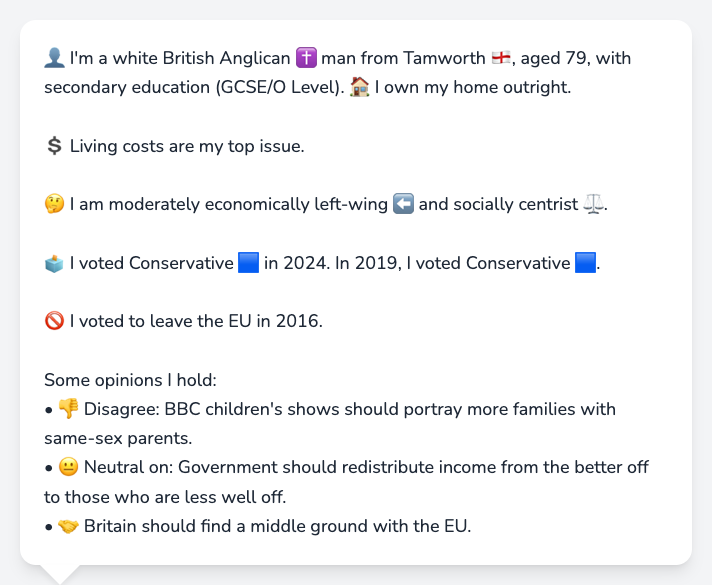 👤 I'm a white British Anglican ✝️ man from Tamworth 🏴󠁧󠁢󠁥󠁮󠁧󠁿, aged 79, with
secondary education (GCSE/O Level). 🏠 I own my home outright.
💲 Living costs are my top issue.
🤔 I am moderately economically left-wing ⬅️ and socially centrist ⚖️.
🗳️ I voted Conservative 🟦 in 2024. In 2019, I voted Conservative 🟦.
🚫 I voted to leave the EU in 2016.
Some opinions I hold:
• 👎 Disagree: BBC children's shows should portray more families with
same-sex parents.
• 😐 Neutral on: Government should redistribute income from the better off
to those who are less well off.
• 🤝 Britain should find a middle ground with the EU.